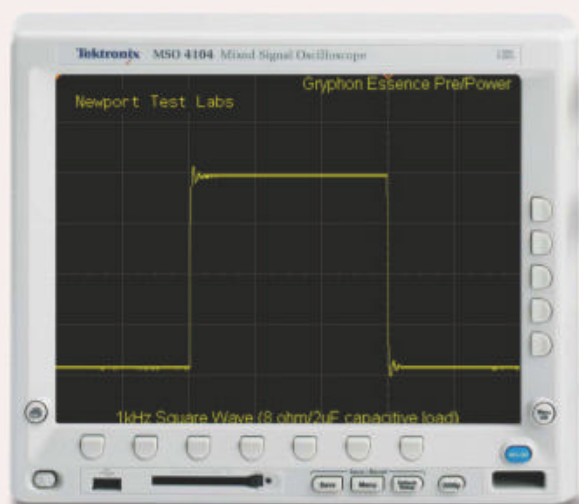 Tektronix MSO 4104 Mixed Signal Oscilloscope
Gryphon Essence Pre/Power
Newport Test Labs
1kHz Square Wave (8 ohm/2uF capacitive load)
Save
Menu
Utility